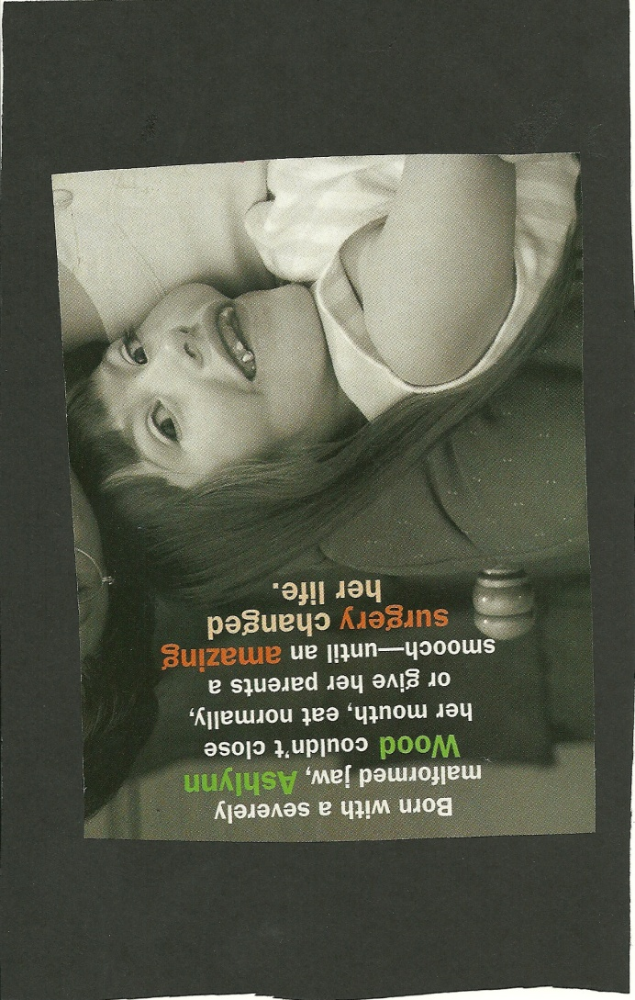 Born with a severely
malformed jaw, Ashlynn
Wood couldn't close
her mouth, eat normally,
or give her parents a
smooch—until an amazing
surgery changed
her life.